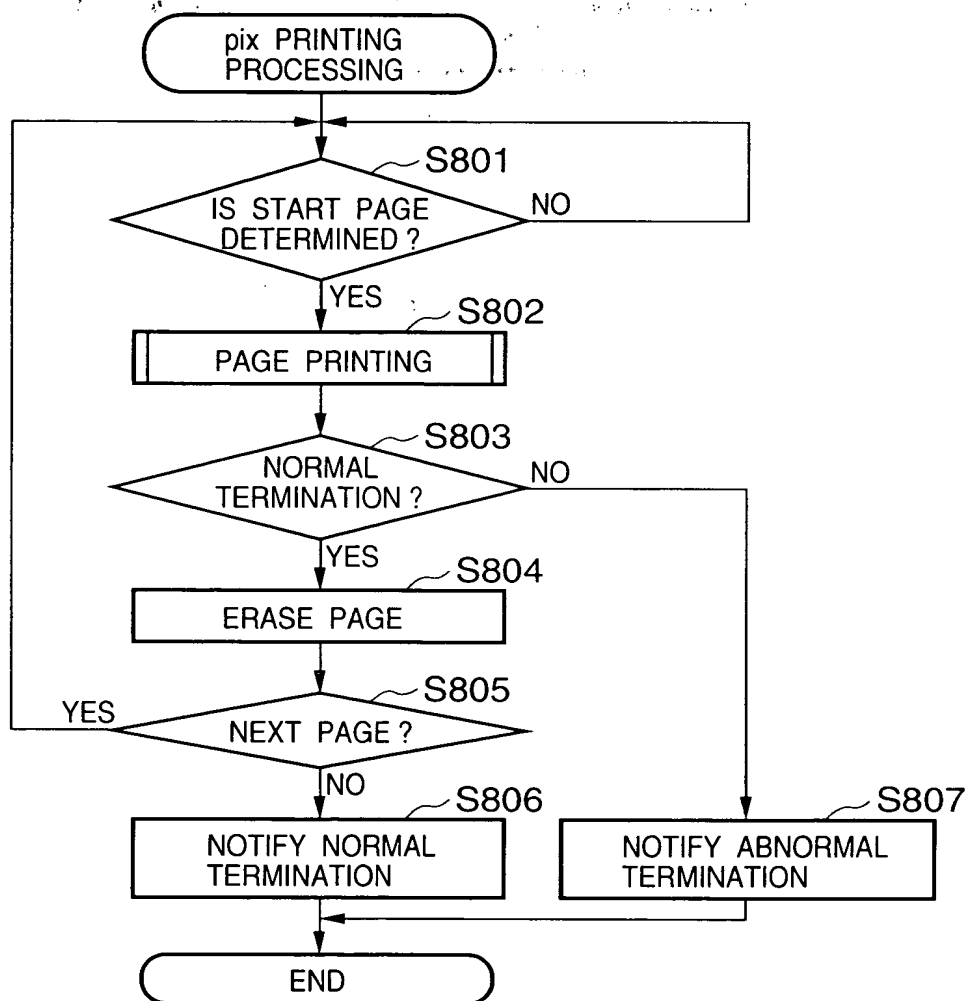 pix PRINTING
PROCESSING
S801
IS START PAGE
DETERMINED ?
NO
YES
S802
PAGE PRINTING
S803
NORMAL
TERMINATION ?
NO
YES
S804
ERASE PAGE
S805
YES
NEXT PAGE ?
NO
S806
NOTIFY NORMAL
TERMINATION
S807
NOTIFY ABNORMAL
TERMINATION
END